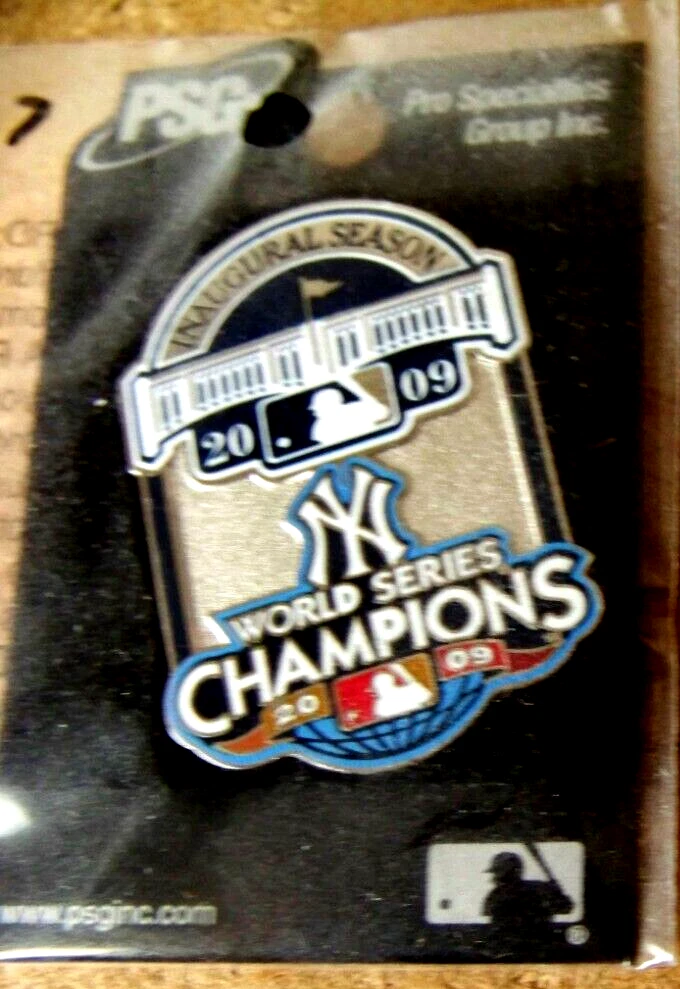 PSG
Pro Specialties
Group Inc.
INAUGURAL SEASON
20 09
NY
WORLD SERIES
CHAMPIONS
20 09
www.psginc.com
®